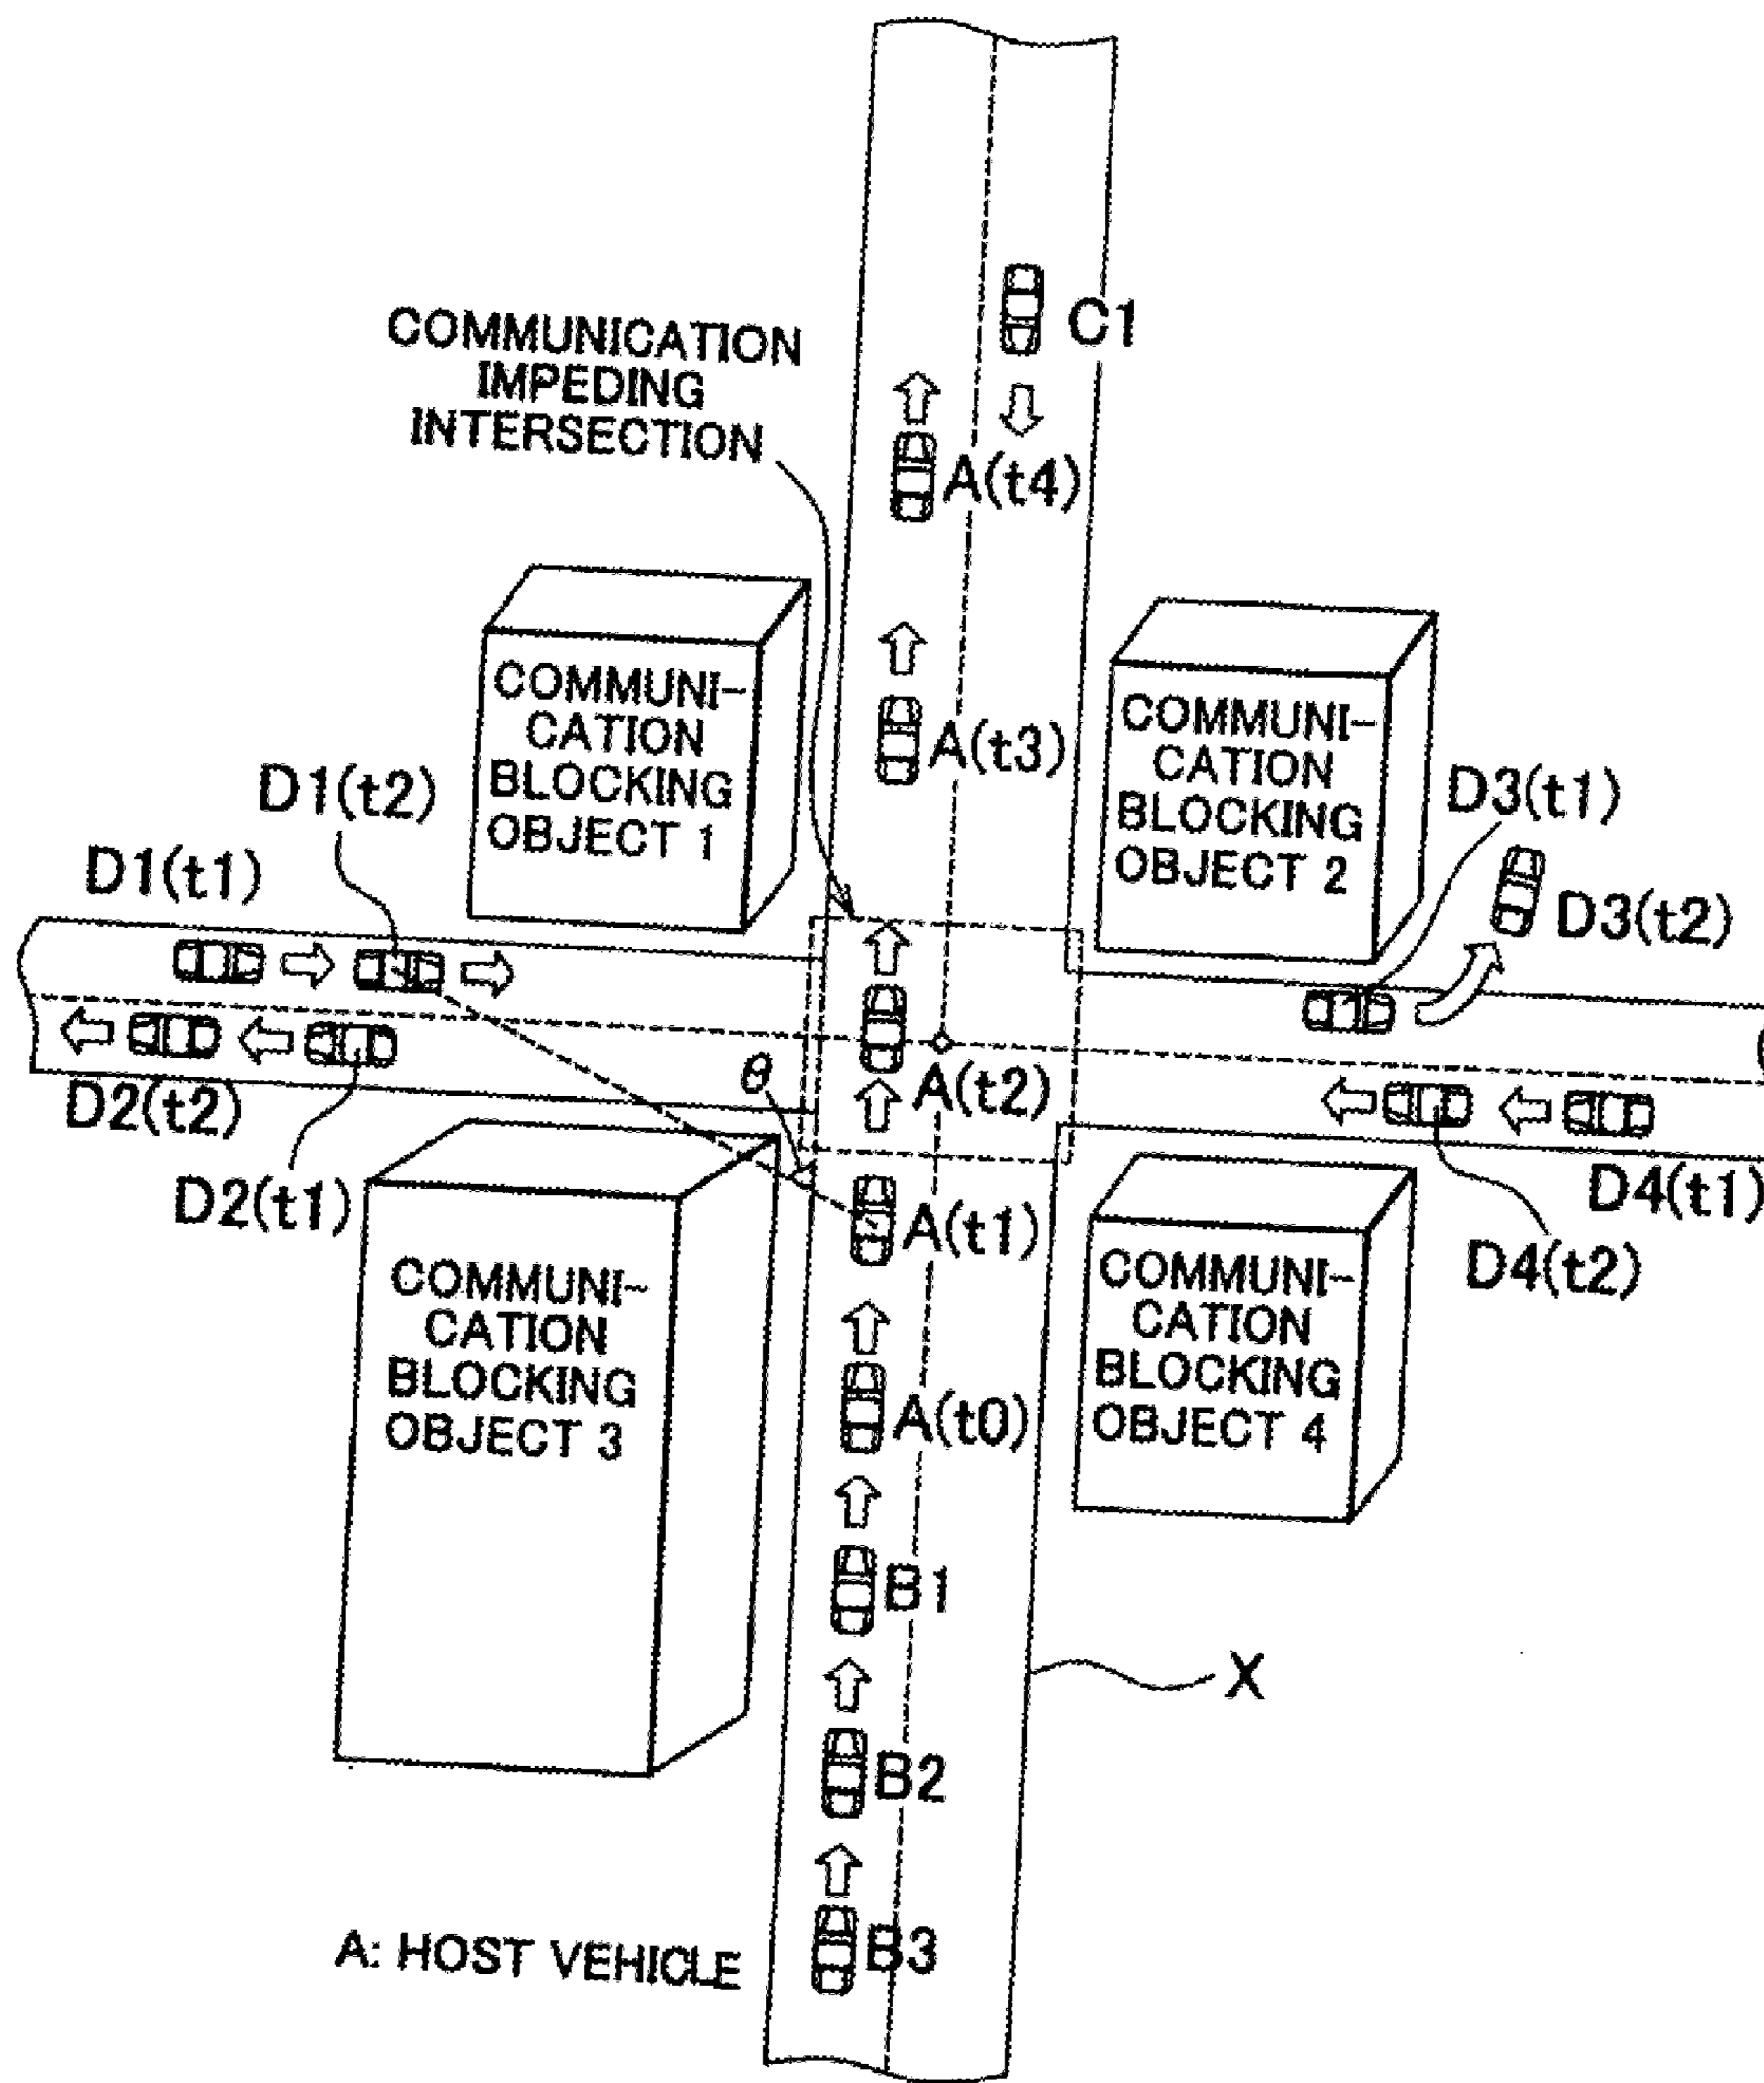 C1
COMMUNICATION
IMPEDING
INTERSECTION
A(t4)
COMMUNI-
CATION
BLOCKING
OBJECT 1
COMMUNI-
CATION
BLOCKING
OBJECT 2
A(t3)
D1(t2)
D3(t1)
D1(t1)
D3(t2)
θ
A(t2)
D2(t2)
D2(t1)
D4(t1)
D4(t2)
A(t1)
COMMUNI-
CATION
BLOCKING
OBJECT 3
COMMUNI-
CATION
BLOCKING
OBJECT 4
A(t0)
B1
X
B2
B3
A: HOST VEHICLE